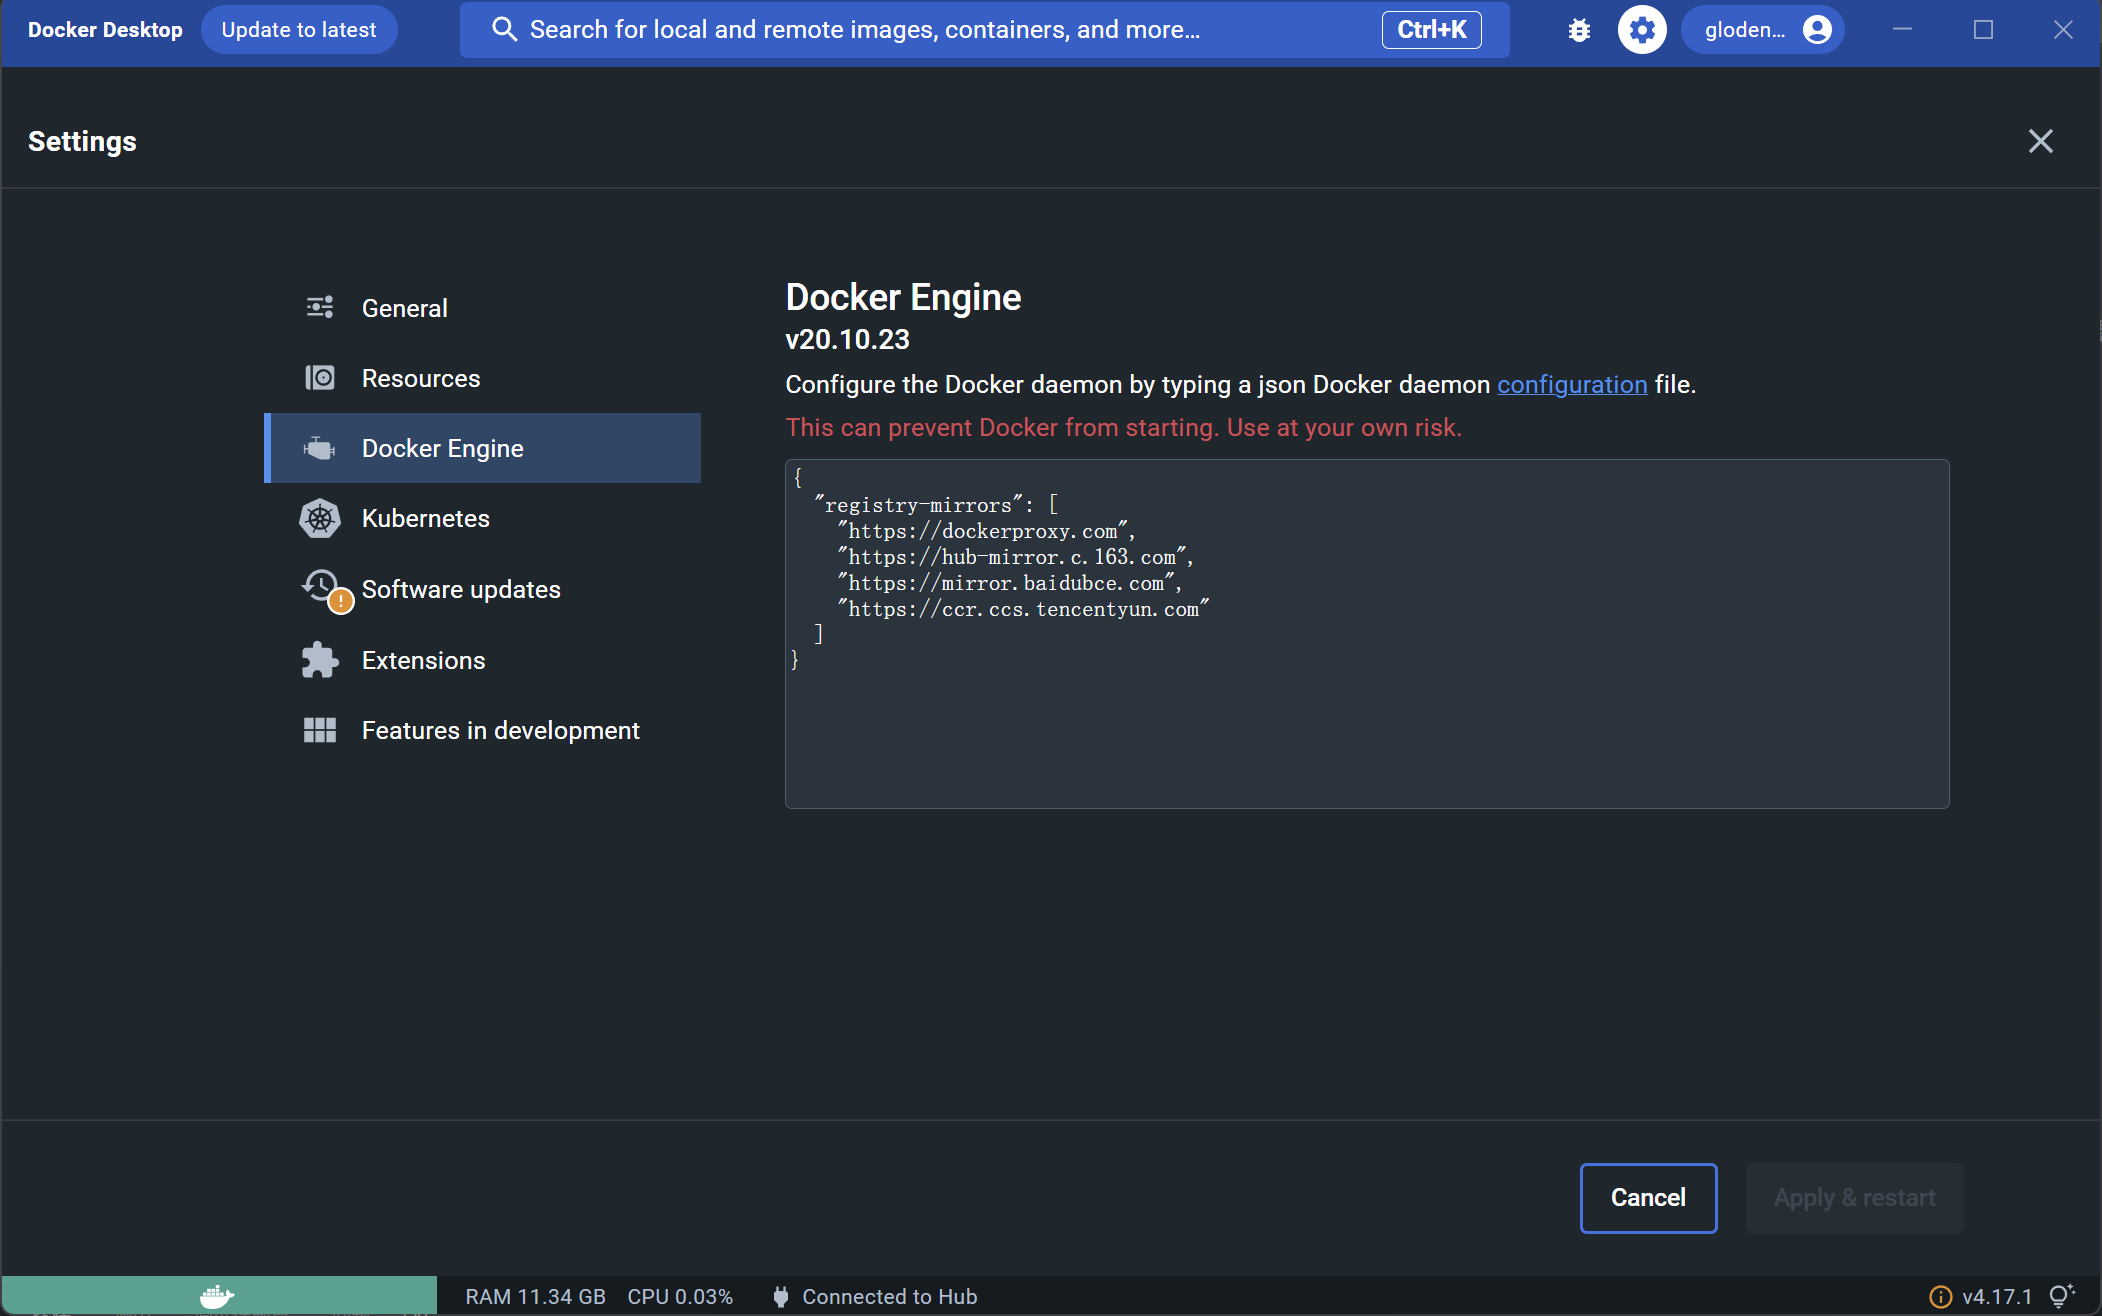 Docker Desktop
Update to latest
Search for local and remote images, containers, and more...
Ctrl+K
gloden...
Settings
General
Resources
Docker Engine
Kubernetes
Software updates
Extensions
Features in development
Docker Engine
v20.10.23
Configure the Docker daemon by typing a json Docker daemon configuration file.
This can prevent Docker from starting. Use at your own risk.
{
  "registry-mirrors": [
    "https://dockerproxy.com",
    "https://hub-mirror.c.163.com",
    "https://mirror.baidubce.com",
    "https://ccr.ccs.tencentyun.com"
  ]
}
Cancel
Apply & restart
RAM 11.34 GB
CPU 0.03%
Connected to Hub
v4.17.1